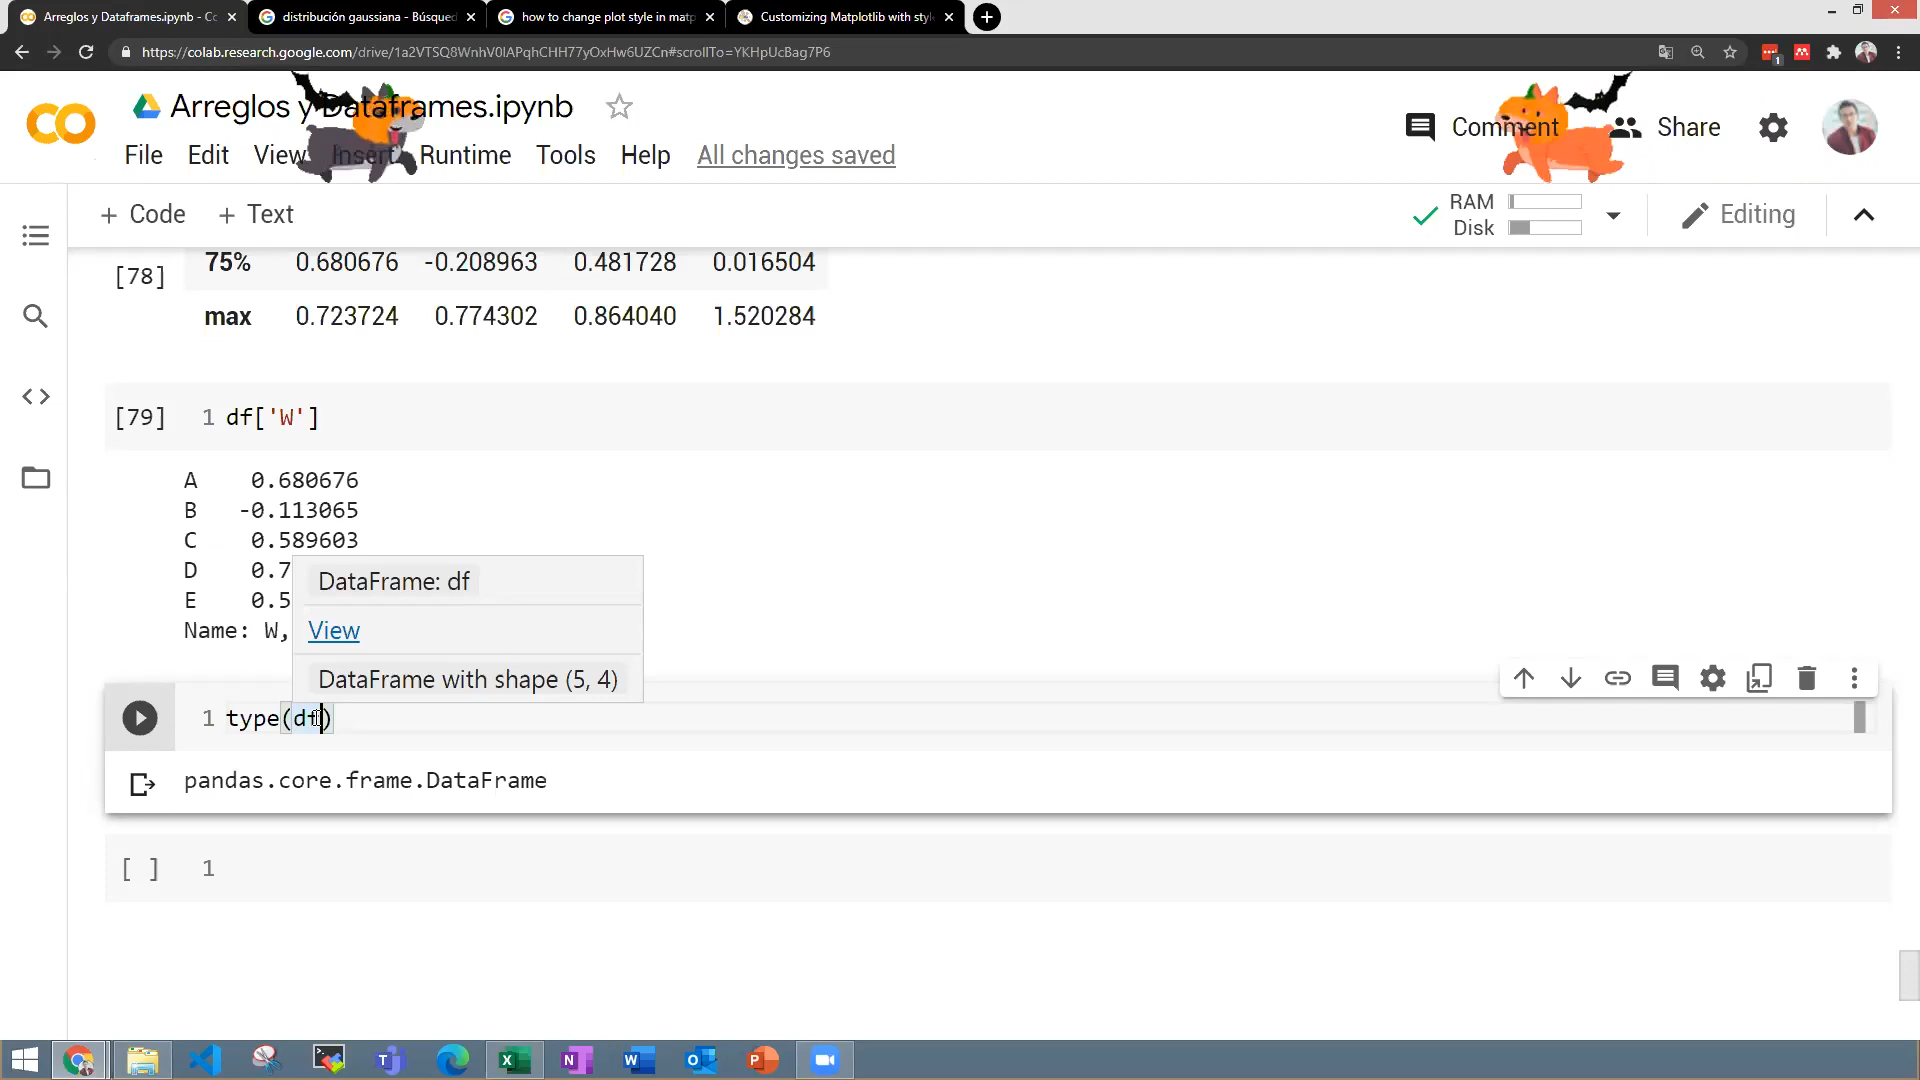 Arreglos y Dataframes.ipynb - Co
distribución gaussiana - Búsqued
how to change plot style in matp
Customizing Matplotlib with styl
https://colab.research.google.com/drive/1a2VTSQ8WnhV0lAPqhCHH77yOxHw6UZCn#scrollTo=YKHpUcBag7P6
1
CO
Arreglos y Dataframes.ipynb
Comment
Share
File
Edit
View
Insert
Runtime
Tools
Help
All changes saved
+ Code
+ Text
RAM
Disk
Editing
[78]
75% 0.680676 -0.208963 0.481728 0.016504
max 0.723724 0.774302 0.864040 1.520284
[79] 1 df['W']
A 0.680676
B -0.113065
C 0.589603
D 0.7
E 0.5
Name: W,
DataFrame: df
View
DataFrame with shape (5, 4)
1 type(df)
pandas.core.frame.DataFrame
[ ] 1